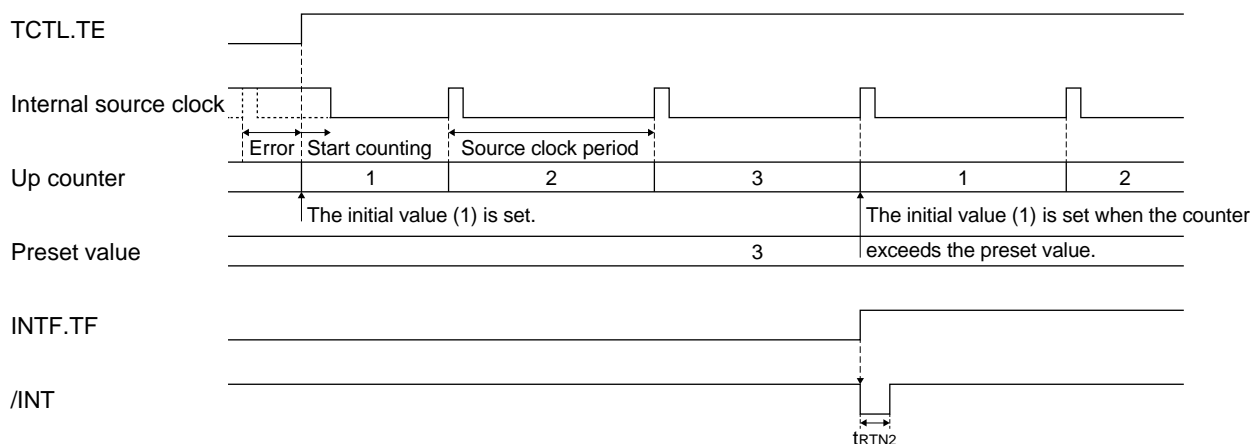 TCTL.TE
Internal source clock
Error Start counting Source clock period
Up counter 1 2 3 1 2
The initial value (1) is set. The initial value (1) is set when the counter
Preset value 3 exceeds the preset value.
INTF.TF
/INT
tRTN2